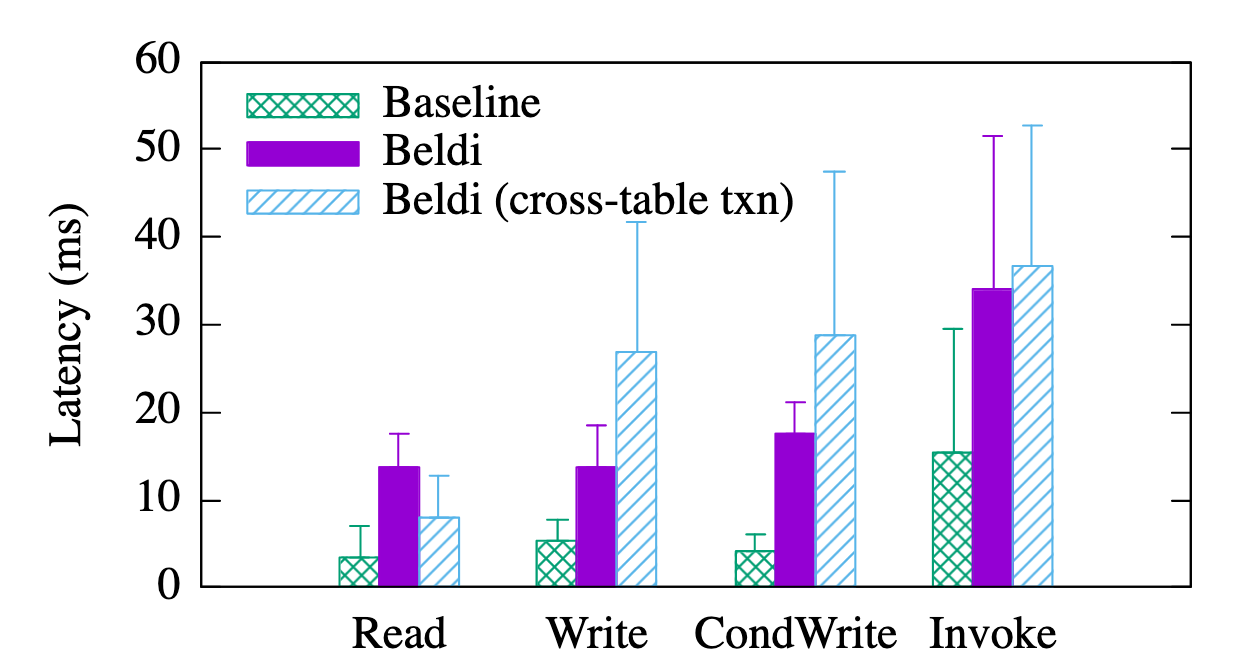 60
50
40
30
20
10
0
Latency (ms)
Baseline
Beldi
Beldi (cross-table txn)
Read Write CondWrite Invoke